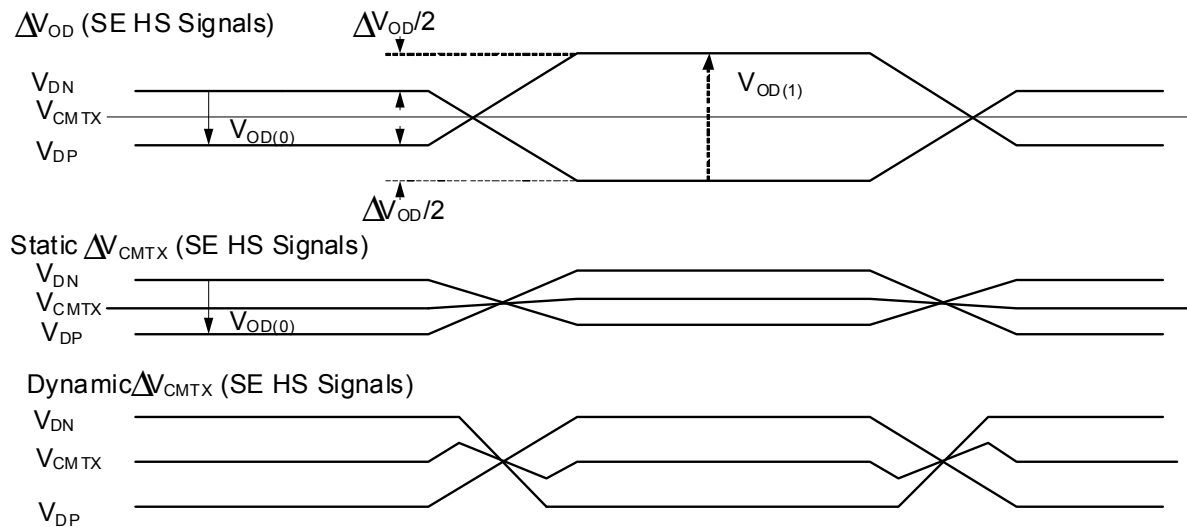 ΔV_OD (SE HS Signals)
ΔV_OD/2
V_DN
V_CMTX
V_DP
V_OD(0)
V_OD(1)
ΔV_OD/2
Static ΔV_CMTX (SE HS Signals)
V_DN
V_CMTX
V_OD(0)
V_DP
Dynamic ΔV_CMTX (SE HS Signals)
V_DN
V_CMTX
V_DP